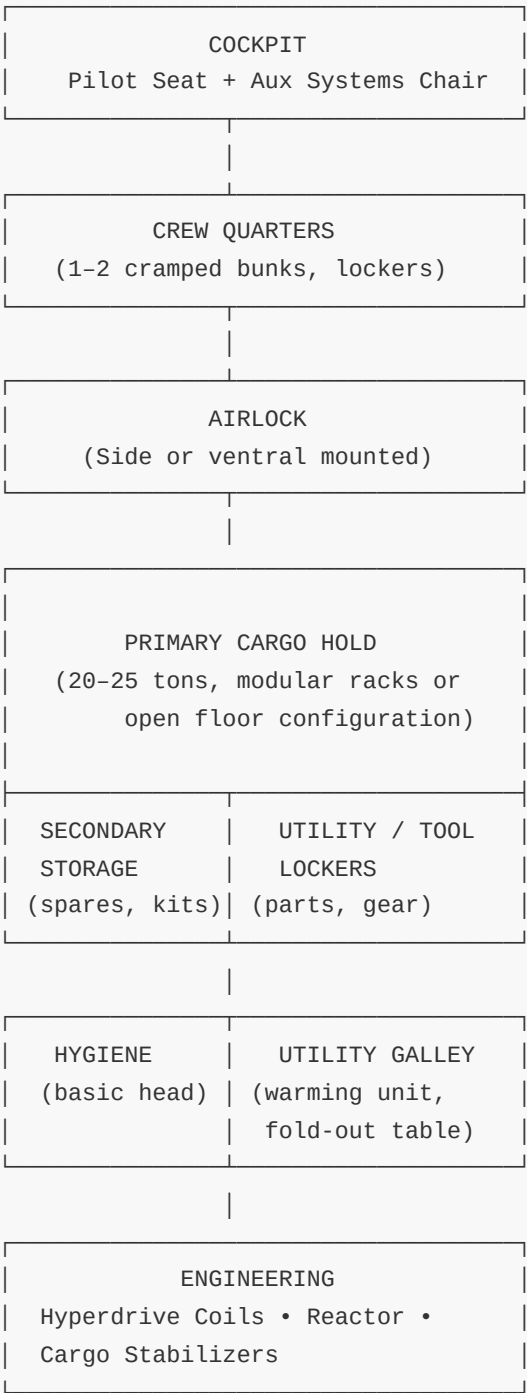 COCKPIT
Pilot Seat + Aux Systems Chair
CREW QUARTERS
(1–2 cramped bunks, lockers)
AIRLOCK
(Side or ventral mounted)
PRIMARY CARGO HOLD
(20–25 tons, modular racks or
open floor configuration)
SECONDARY UTILITY / TOOL
STORAGE LOCKERS
(spares, kits) (parts, gear)
HYGIENE UTILITY GALLEY
(basic head) (warming unit,
fold-out table)
ENGINEERING
Hyperdrive Coils • Reactor •
Cargo Stabilizers